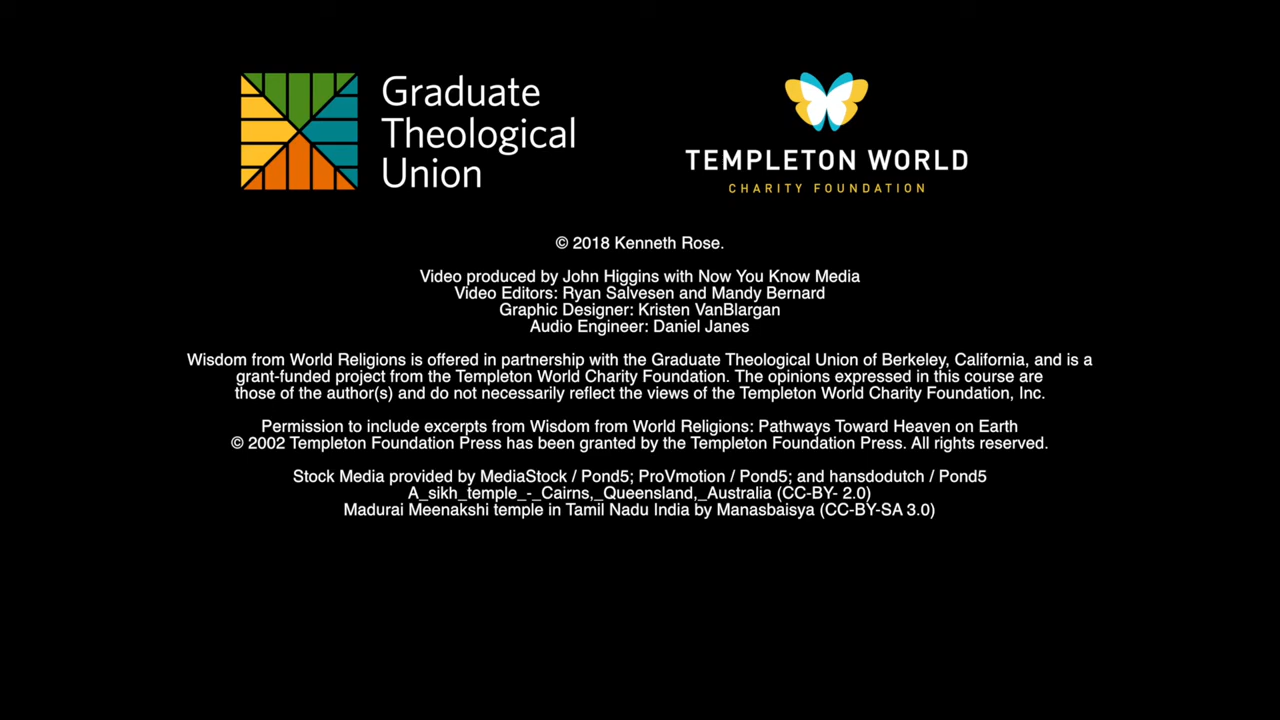 Graduate
Theological
Union
TEMPLETON WORLD
CHARITY FOUNDATION
© 2018 Kenneth Rose.
Video produced by John Higgins with Now You Know Media
Video Editors: Ryan Salvesen and Mandy Bernard
Graphic Designer: Kristen VanBlargan
Audio Engineer: Daniel Janes
Wisdom from World Religions is offered in partnership with the Graduate Theological Union of Berkeley, California, and is a
grant-funded project from the Templeton World Charity Foundation. The opinions expressed in this course are
those of the author(s) and do not necessarily reflect the views of the Templeton World Charity Foundation, Inc.
Permission to include excerpts from Wisdom from World Religions: Pathways Toward Heaven on Earth
© 2002 Templeton Foundation Press has been granted by the Templeton Foundation Press. All rights reserved.
Stock Media provided by MediaStock / Pond5; ProVmotion / Pond5; and hansdodutch / Pond5
A_sikh_temple_-_Cairns,_Queensland,_Australia (CC-BY- 2.0)
Madurai Meenakshi temple in Tamil Nadu India by Manasbaisya (CC-BY-SA 3.0)